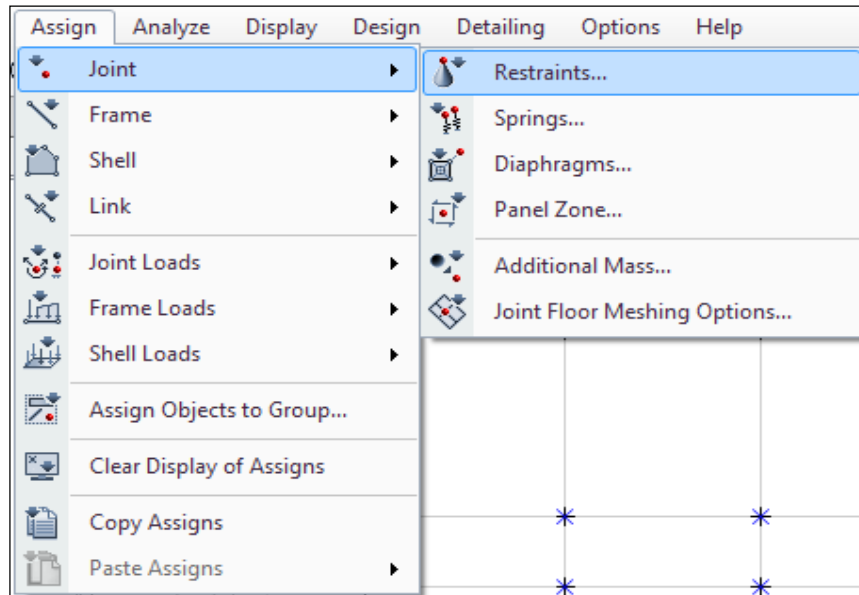 Assign Analyze Display Design Detailing Options Help
Joint
Frame
Shell
Link
Joint Loads
Frame Loads
Shell Loads
Assign Objects to Group...
Clear Display of Assigns
Copy Assigns
Paste Assigns
Restraints...
Springs...
Diaphragms...
Panel Zone...
Additional Mass...
Joint Floor Meshing Options...